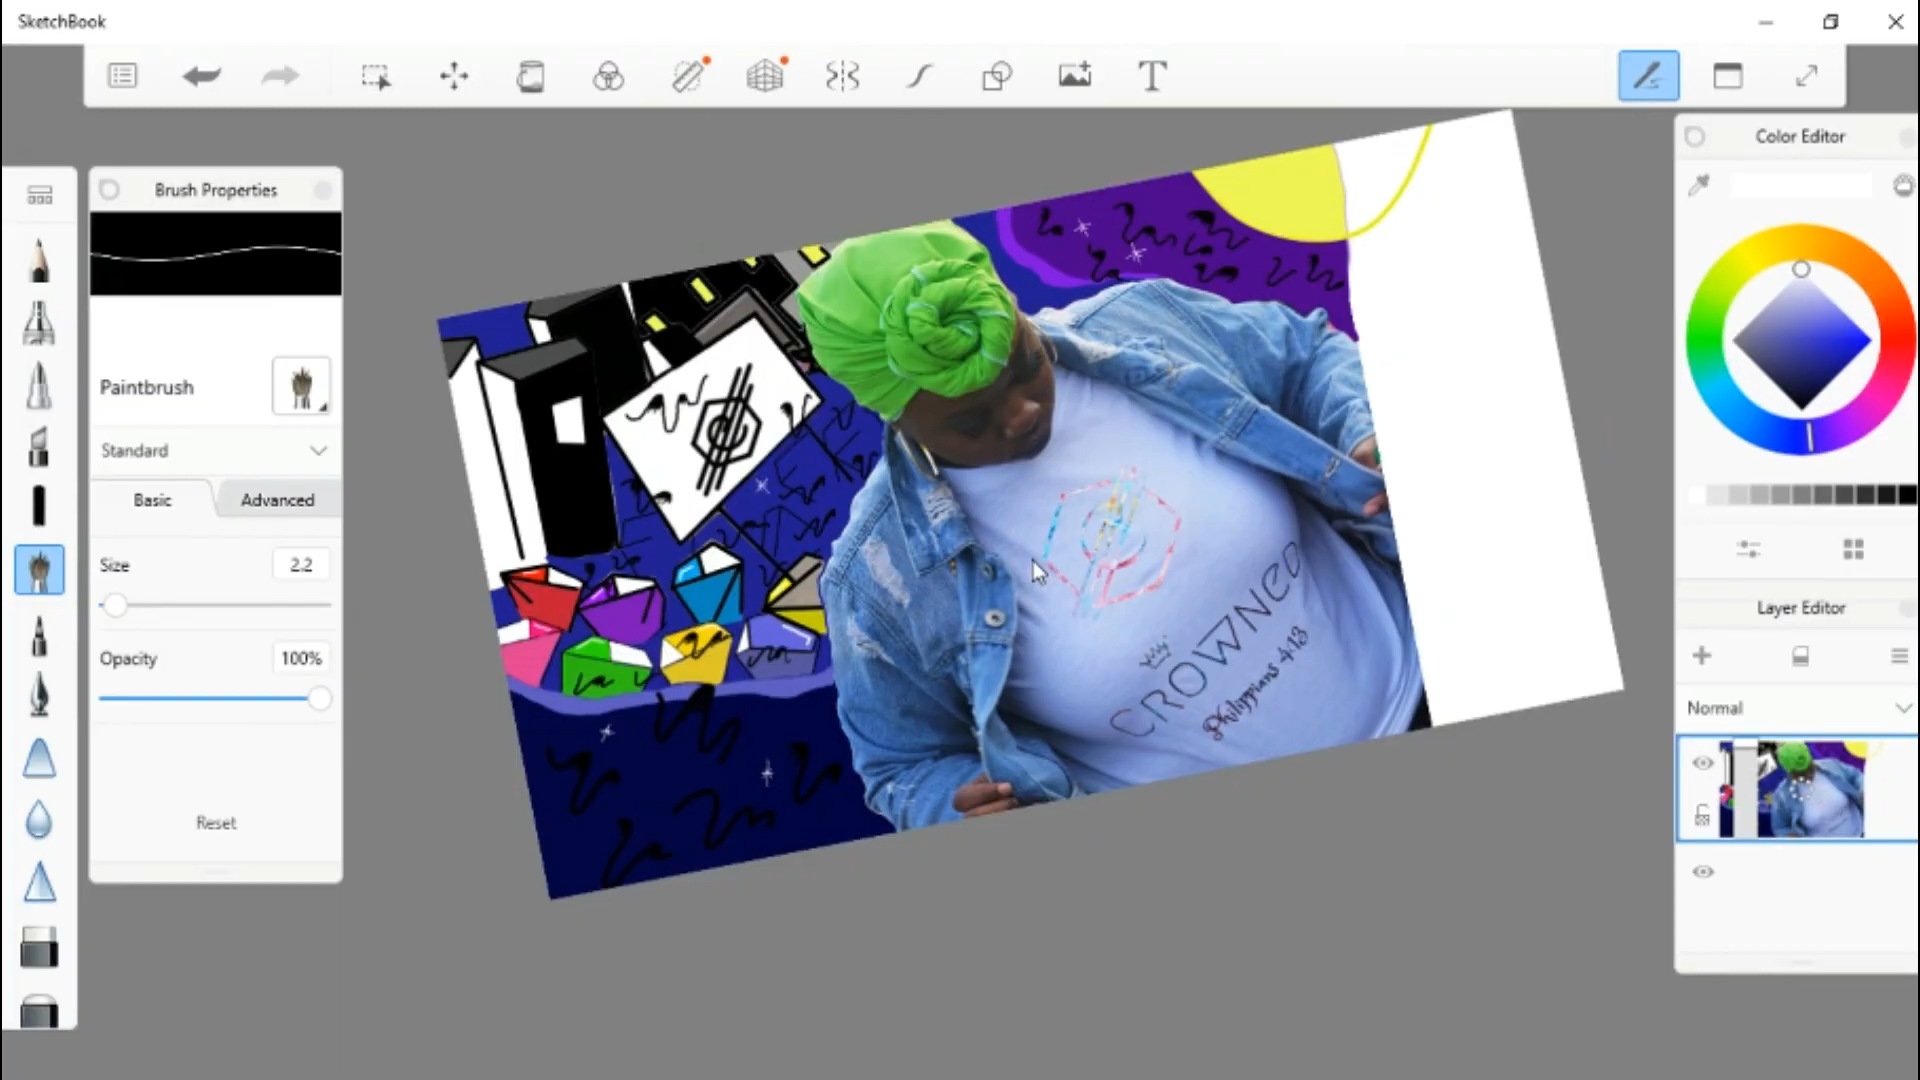 SketchBook
Brush Properties
Paintbrush
Standard
Basic
Advanced
Size
2.2
Opacity
100%
Reset
CROWNED
Philippians 4:13
Color Editor
Layer Editor
Normal